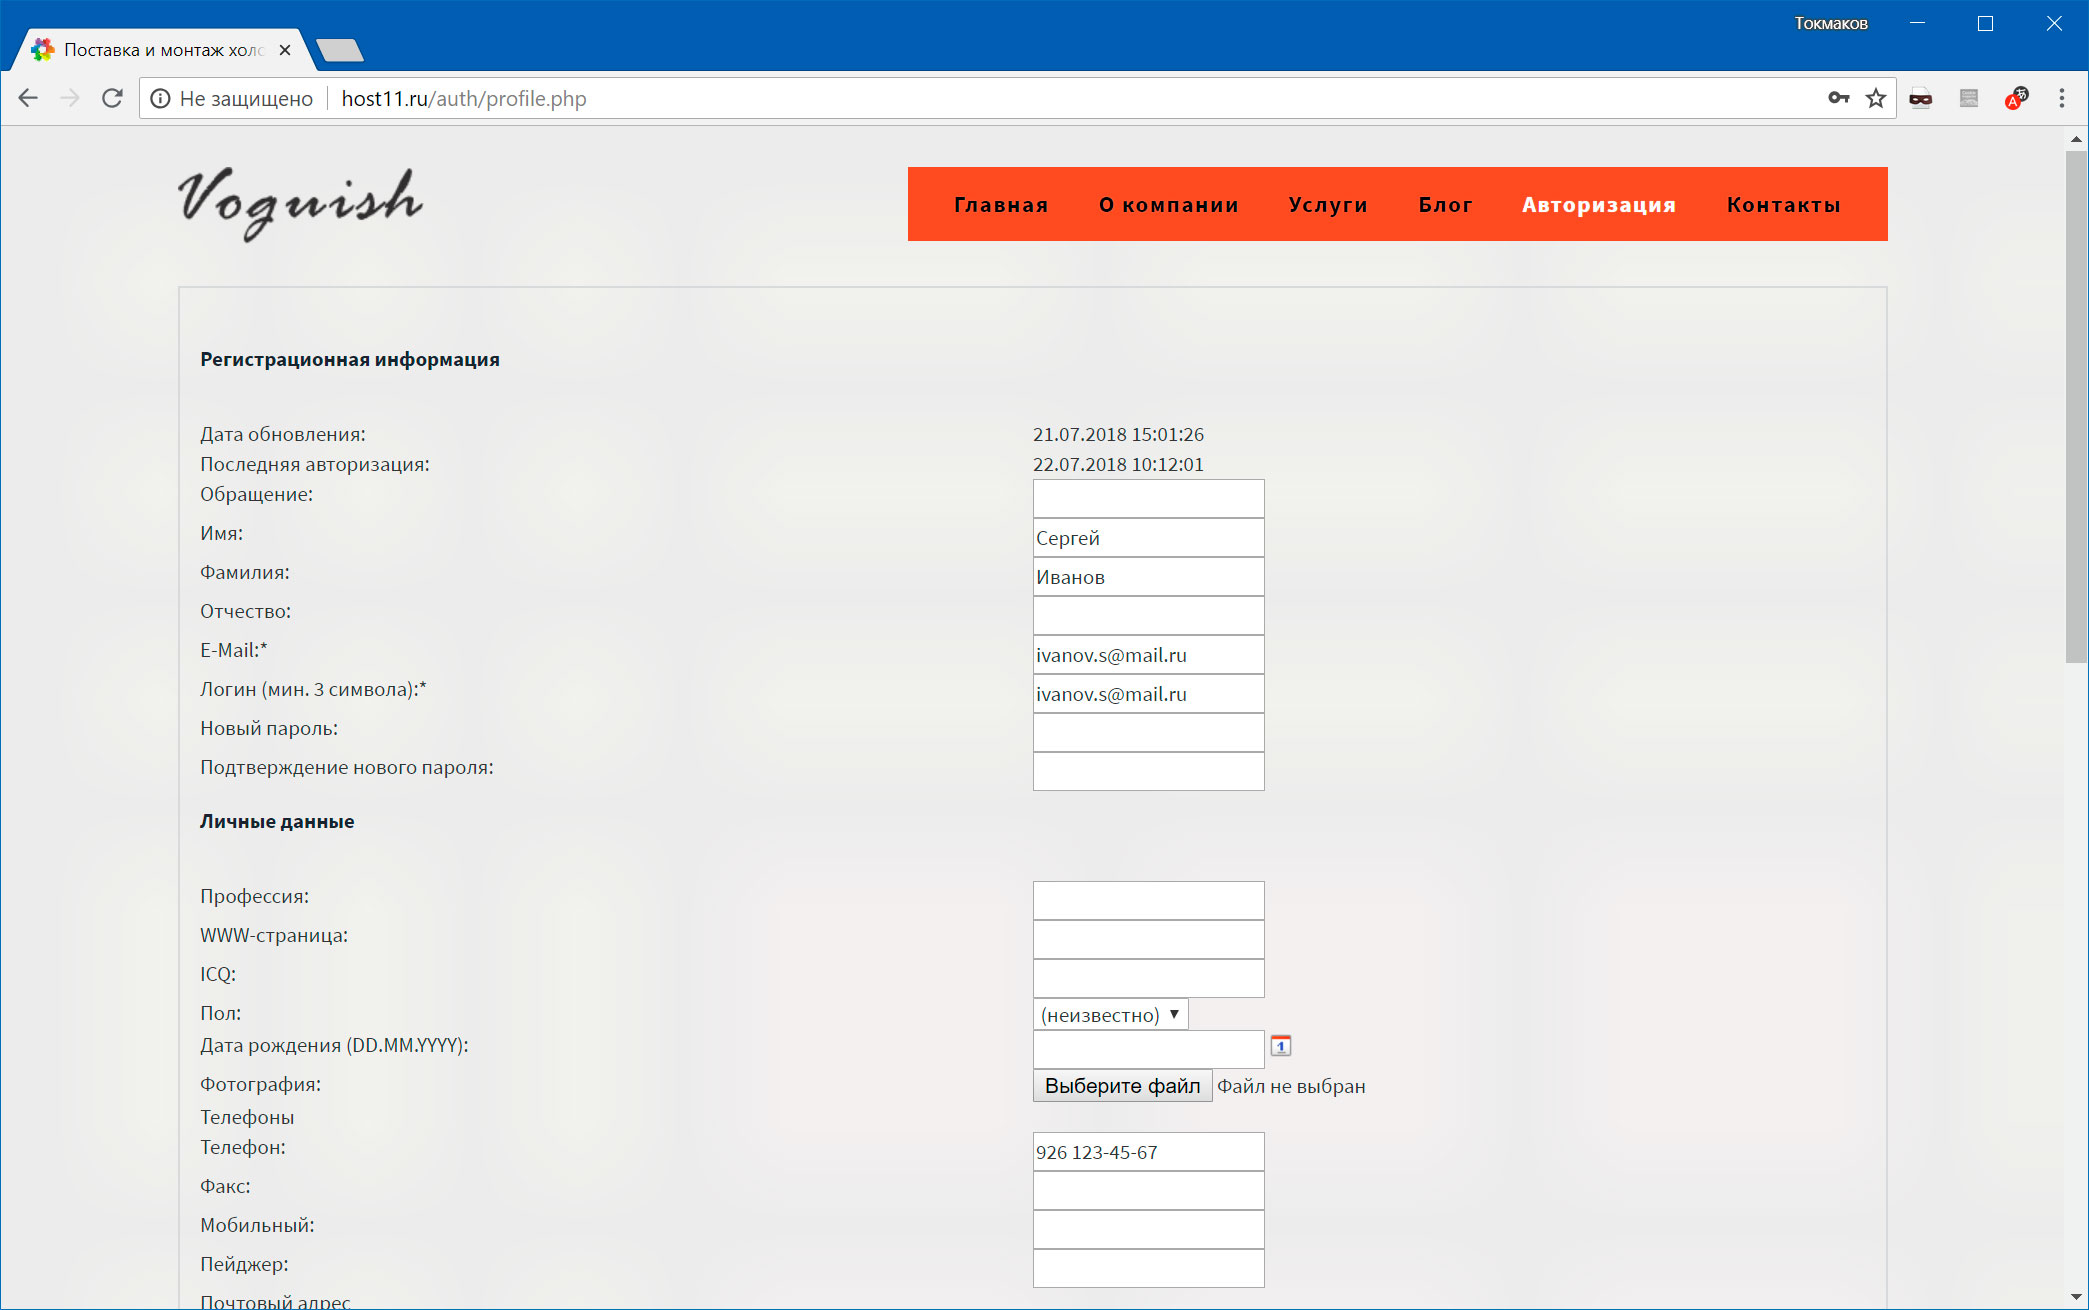 Токмаков
Поставка и монтаж холо
Не защищено host11.ru/auth/profile.php
Voguish
Главная О компании Услуги Блог Авторизация Контакты
Регистрационная информация
Дата обновления: 21.07.2018 15:01:26
Последняя авторизация: 22.07.2018 10:12:01
Обращение:
Имя: Сергей
Фамилия: Иванов
Отчество:
E-Mail:* ivanov.s@mail.ru
Логин (мин. 3 символа):* ivanov.s@mail.ru
Новый пароль:
Подтверждение нового пароля:
Личные данные
Профессия:
WWW-страница:
ICQ:
Пол: (неизвестно)
Дата рождения (DD.MM.YYYY): 1
Фотография: Выберите файл Файл не выбран
Телефоны
Телефон: 926 123-45-67
Факс:
Мобильный:
Пейджер:
Почтовый адрес